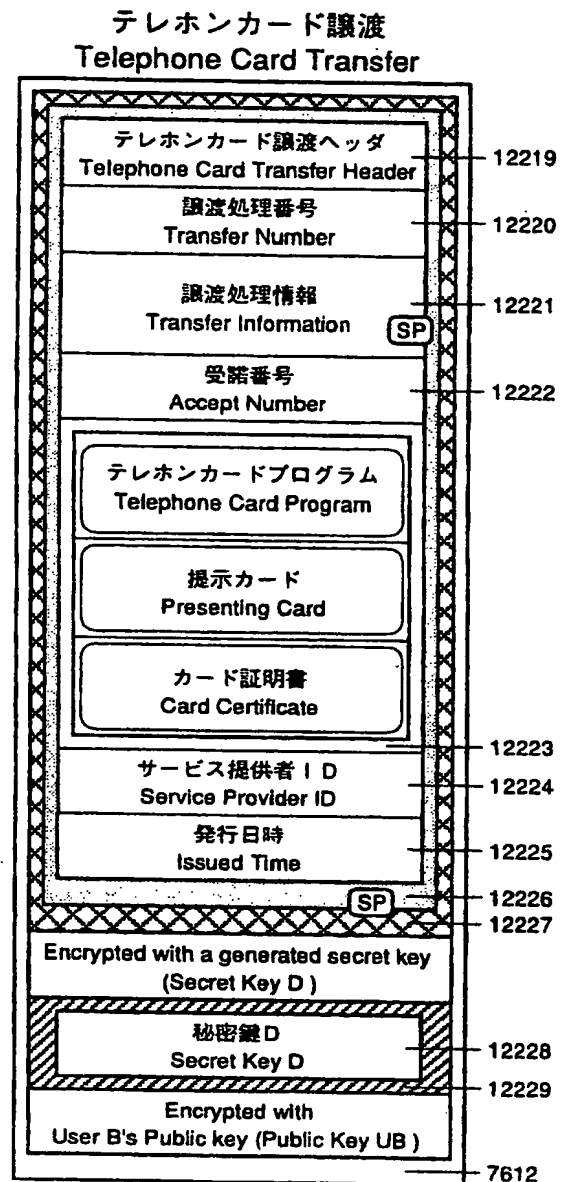 テレホンカード譲渡
Telephone Card Transfer
テレホンカード譲渡ヘッダ
Telephone Card Transfer Header
12219
譲渡処理番号
Transfer Number
12220
譲渡処理情報
Transfer Information
SP
12221
受諾番号
Accept Number
12222
テレホンカードプログラム
Telephone Card Program
提示カード
Presenting Card
カード証明書
Card Certificate
12223
サービス提供者ID
Service Provider ID
12224
発行日時
Issued Time
12225
SP
12226
12227
Encrypted with a generated secret key
(Secret Key D )
秘密鍵D
Secret Key D
12228
12229
Encrypted with
User B's Public key (Public Key UB )
7612